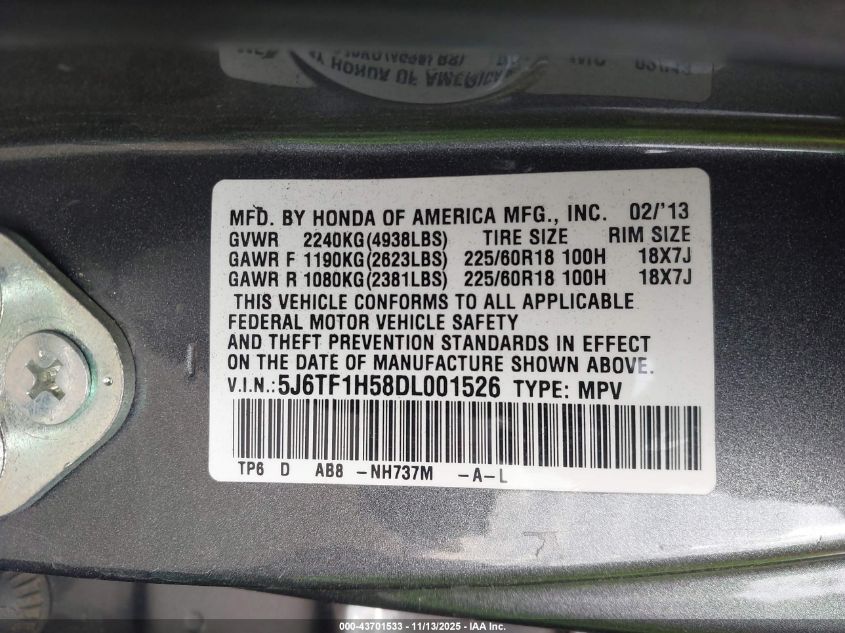 MFD. BY HONDA OF AMERICA MFG., INC. 02/'13
GVWR 2240KG(4938LBS) TIRE SIZE RIM SIZE
GAWR F 1190KG(2623LBS) 225/60R18 100H 18X7J
GAWR R 1080KG(2381LBS) 225/60R18 100H 18X7J
THIS VEHICLE CONFORMS TO ALL APPLICABLE
FEDERAL MOTOR VEHICLE SAFETY
AND THEFT PREVENTION STANDARDS IN EFFECT
ON THE DATE OF MANUFACTURE SHOWN ABOVE.
V.I.N.:5J6TF1H58DL001526 TYPE: MPV
TP6 D AB8 -NH737M -A-L
000-43701533 - 11/13/2025 - IAA Inc.